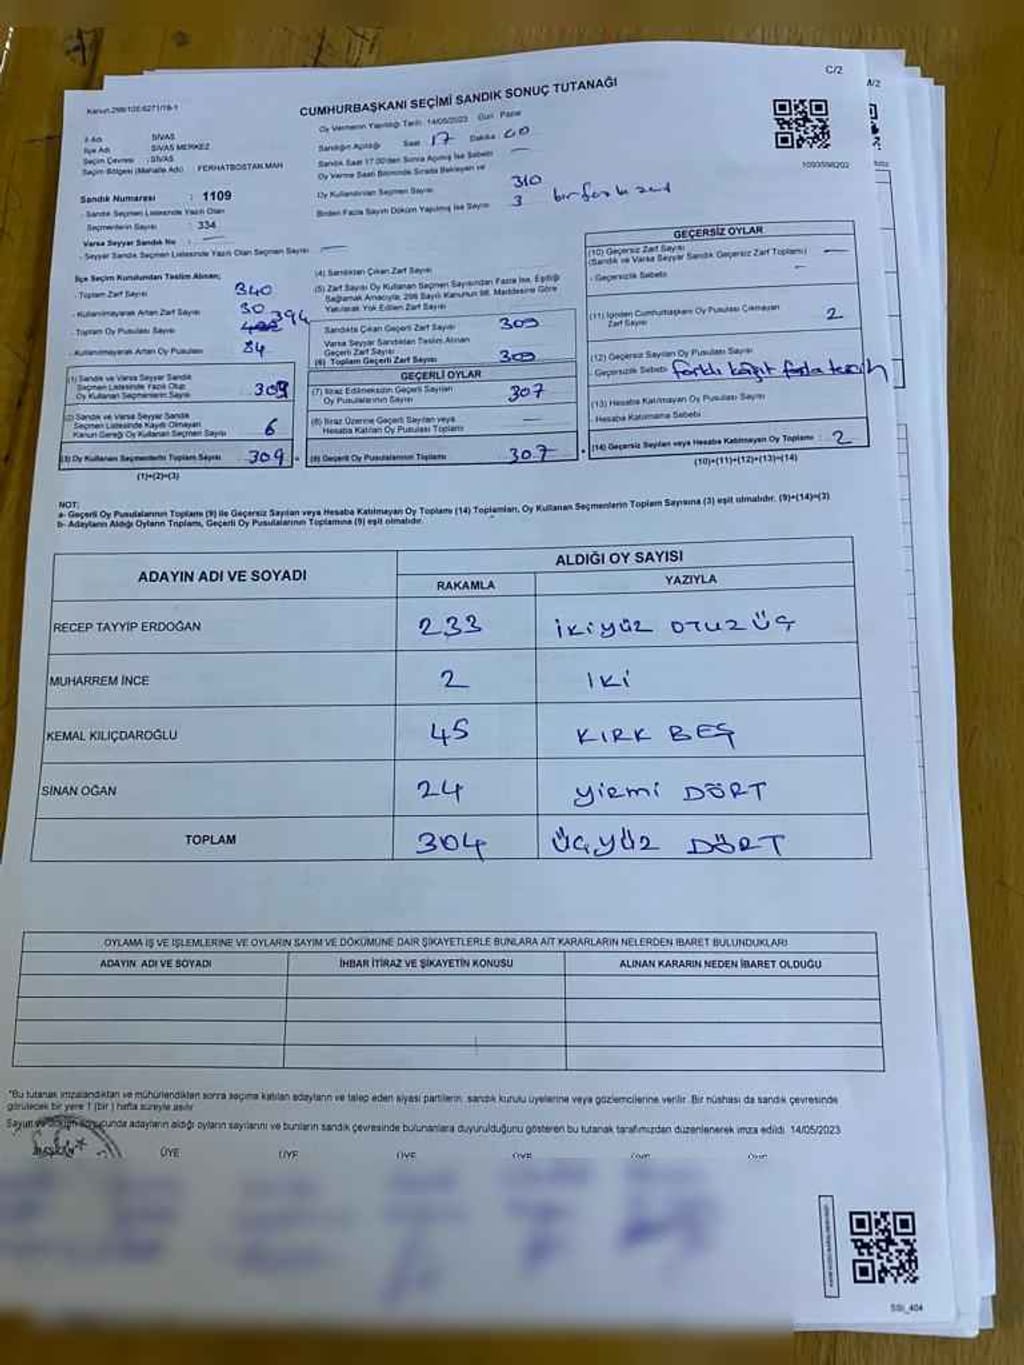 C/2
A/2
CUMHURBAŞKANI SEÇİMİ SANDIK SONUÇ TUTANAĞI
İl Adı : SİVAS
İlçe Adı SİVAS MERKEZ
Seçim Çevresi : SİVAS
Seçim Bölgesi (Mahalle Adı) : FERHATBOSTAN MAH
Sandık Numarası : 1109
- Sandık Seçmen Listesinde Yazılı Olan
Seçmenlerin Sayısı : 334
Varsa Seyyar Sandık No :
- Seyyar Sandık Seçmen Listesinde Yazılı Olan Seçmen Sayısı
Oy Vermenin Yapıldığı Tarih: 14/05/2023 Gün: Pazar
Sandığın Açıldığı Saat 17 Dakika 00
Sandık Saat 17.00'den Sonra Açılmış İse Sebebi
Oy Verme Saati Bitiminde Sırada Bekleyen ve
Oy Kullandırılan Seçmen Sayısı 310
Birden Fazla Sayım Döküm Yapılmış İse Sayısı 3
1093598202
İlçe Seçim Kurulundan Teslim Alınan;
- Toplam Zarf Sayısı 340
- Kullanılmayarak Artan Zarf Sayısı 30
- Toplam Oy Pusulası Sayısı 394
- Kullanılmayarak Artan Oy Pusulası 84
(1) Sandık ve Varsa Seyyar Sandık
Seçmen Listesinde Yazılı Olup
Oy Kullanan Seçmenlerin Sayısı
(2) Sandık ve Varsa Seyyar Sandık
Seçmen Listesinde Kaydı Olmayan
Kanun Gereği Oy Kullanan Seçmen Sayısı 6
(3) Oy Kullanan Seçmenlerin Toplam Sayısı 309
(1)+(2)=(3)
(4) Sandıktan Çıkan Zarf Sayısı
(5) Zarf Sayısı Oy Kullanan Seçmen Sayısından Fazla İse, Eşitliği
Sağlamak Amacıyla; 298 Sayılı Kanunun 98. Maddesine Göre
Yakılarak Yok Edilen Zarf Sayısı
Sandıkta Çıkan Geçerli Zarf Sayısı 309
Varsa Seyyar Sandıktan Teslim Alınan
Geçerli Zarf Sayısı
(6) Toplam Geçerli Zarf Sayısı 309
GEÇERLİ OYLAR
(7) İtiraz Edilmeksizin Geçerli Sayılan
Oy Pusulalarının Sayısı 307
(8) İtiraz Üzerine Geçerli Sayılan veya
Hesaba Katılan Oy Pusulası Toplamı
(9) Geçerli Oy Pusulalarının Toplamı 307
GEÇERSİZ OYLAR
(10) Geçersiz Zarf Sayısı
(Sandık ve Varsa Seyyar Sandık Geçersiz Zarf Toplamı)
- Geçersizlik Sebebi
(11) İçinden Cumhurbaşkanı Oy Pusulası Çıkmayan
Zarf Sayısı 2
(12) Geçersiz Sayılan Oy Pusulası Sayısı
- Geçersizlik Sebebi farklı kağıt fazla tercih
(13) Hesaba Katılmayan Oy Pusulası Sayısı
- Hesaba Katılmama Sebebi
(14) Geçersiz Sayılan veya Hesaba Katılmayan Oy Toplamı : 2
(10)+(11)+(12)+(13)=(14)
NOT:
a- Geçerli Oy Pusulalarının Toplamı (9) ile Geçersiz Sayılan veya Hesaba Katılmayan Oy Toplamı (14) Toplamları, Oy Kullanan Seçmenlerin Toplam Sayısına (3) eşit olmalıdır. (9)+(14)=(3)
b- Adayların Aldığı Oyların Toplamı, Geçerli Oy Pusulalarının Toplamına (9) eşit olmalıdır.
ADAYIN ADI VE SOYADI
ALDIĞI OY SAYISI
RAKAMLA YAZIYLA
RECEP TAYYİP ERDOĞAN 233 İKİYÜZ OTUZ ÜÇ
MUHARREM İNCE 2 İKİ
KEMAL KILIÇDAROĞLU 45 KIRK BEŞ
SİNAN OĞAN 24 YİRMİ DÖRT
TOPLAM 304 ÜÇYÜZ DÖRT
OYLAMA İŞ VE İŞLEMLERİNE VE OYLARIN SAYIM VE DÖKÜMÜNE DAİR ŞİKAYETLERLE BUNLARA AİT KARARLARIN NELERDEN İBARET BULUNDUKLARI
ADAYIN ADI VE SOYADI İHBAR İTİRAZ VE ŞİKAYETİN KONUSU ALINAN KARARIN NEDEN İBARET OLDUĞU
*Bu tutanak imzalandıktan ve mühürlendikten sonra seçime katılan adayların ve talep eden siyasi partilerin, sandık kurulu üyelerine veya gözlemcilerine verilir. Bir nüshası da sandık çevresinde
görülecek bir yere 1 (bir) hafta süreyle asılır
Sayım ve döküm sonucunda adayların aldığı oyların sayılarını ve bunların sandık çevresinde bulunanlara duyurulduğunu gösteren bu tutanak tarafımızdan düzenlenerek imza edildi. 14/05/2023
ÜYE ÜYE ÜYE ÜYE
SSI_404